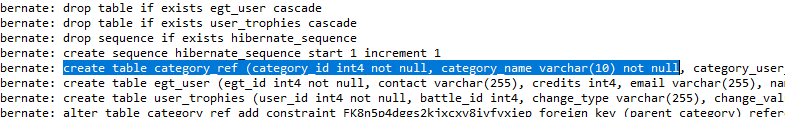 bernate: drop table if exists egt_user cascade
bernate: drop table if exists user_trophies cascade
bernate: drop sequence if exists hibernate_sequence
bernate: create sequence hibernate_sequence start 1 increment 1
bernate: create table category_ref (category_id int4 not null, category_name varchar(10) not null, category_user_
bernate: create table egt_user (egt_id int4 not null, contact varchar(255), credits int4, email varchar(255), nam
bernate: create table user_trophies (user_id int4 not null, battle_id int4, change_type varchar(255), change_valu
bernate: alter table category_ref add constraint foreign key (parent_category) refere